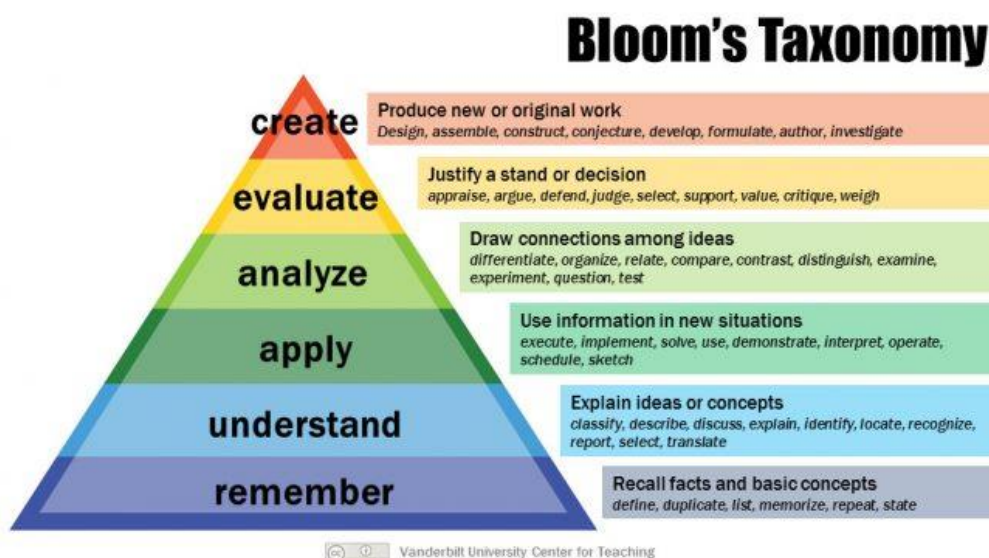 Bloom's Taxonomy
create
Produce new or original work
Design, assemble, construct, conjecture, develop, formulate, author, investigate
evaluate
Justify a stand or decision
appraise, argue, defend, judge, select, support, value, critique, weigh
analyze
Draw connections among ideas
differentiate, organize, relate, compare, contrast, distinguish, examine,
experiment, question, test
apply
Use information in new situations
execute, implement, solve, use, demonstrate, interpret, operate,
schedule, sketch
understand
Explain ideas or concepts
classify, describe, discuss, explain, identify, locate, recognize,
report, select, translate
remember
Recall facts and basic concepts
define, duplicate, list, memorize, repeat, state
cc Vanderbilt University Center for Teaching